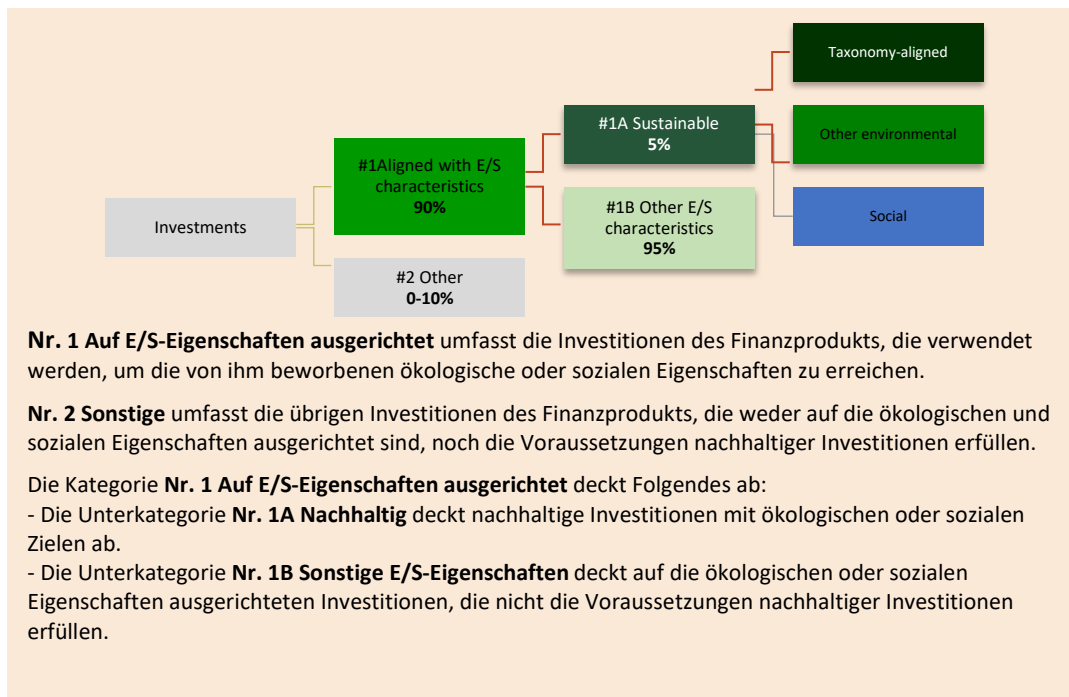 Taxonomy-aligned
#1A Sustainable
5%
Other environmental
#1Aligned with E/S
characteristics
90%
#1B Other E/S
characteristics
95%
Social
Investments
#2 Other
0-10%
Nr. 1 Auf E/S-Eigenschaften ausgerichtet umfasst die Investitionen des Finanzprodukts, die verwendet
werden, um die von ihm beworbenen ökologische oder sozialen Eigenschaften zu erreichen.
Nr. 2 Sonstige umfasst die übrigen Investitionen des Finanzprodukts, die weder auf die ökologischen und
sozialen Eigenschaften ausgerichtet sind, noch die Voraussetzungen nachhaltiger Investitionen erfüllen.
Die Kategorie Nr. 1 Auf E/S-Eigenschaften ausgerichtet deckt Folgendes ab:
- Die Unterkategorie Nr. 1A Nachhaltig deckt nachhaltige Investitionen mit ökologischen oder sozialen
Zielen ab.
- Die Unterkategorie Nr. 1B Sonstige E/S-Eigenschaften deckt auf die ökologischen oder sozialen
Eigenschaften ausgerichteten Investitionen, die nicht die Voraussetzungen nachhaltiger Investitionen
erfüllen.